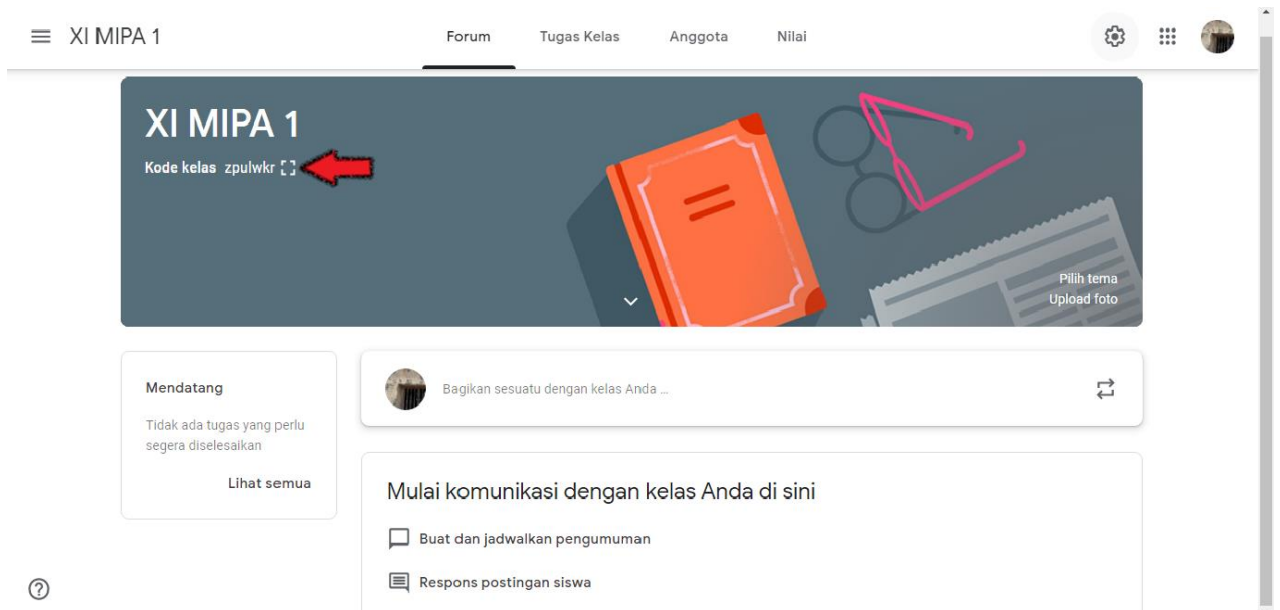 XI MIPA 1
Forum
Tugas Kelas
Anggota
Nilai
XI MIPA 1
Kode kelas zpulwkr
Pilih tema
Upload foto
Mendatang
Tidak ada tugas yang perlu
segera diselesaikan
Lihat semua
Bagikan sesuatu dengan kelas Anda ...
Mulai komunikasi dengan kelas Anda di sini
Buat dan jadwalkan pengumuman
Respons postingan siswa